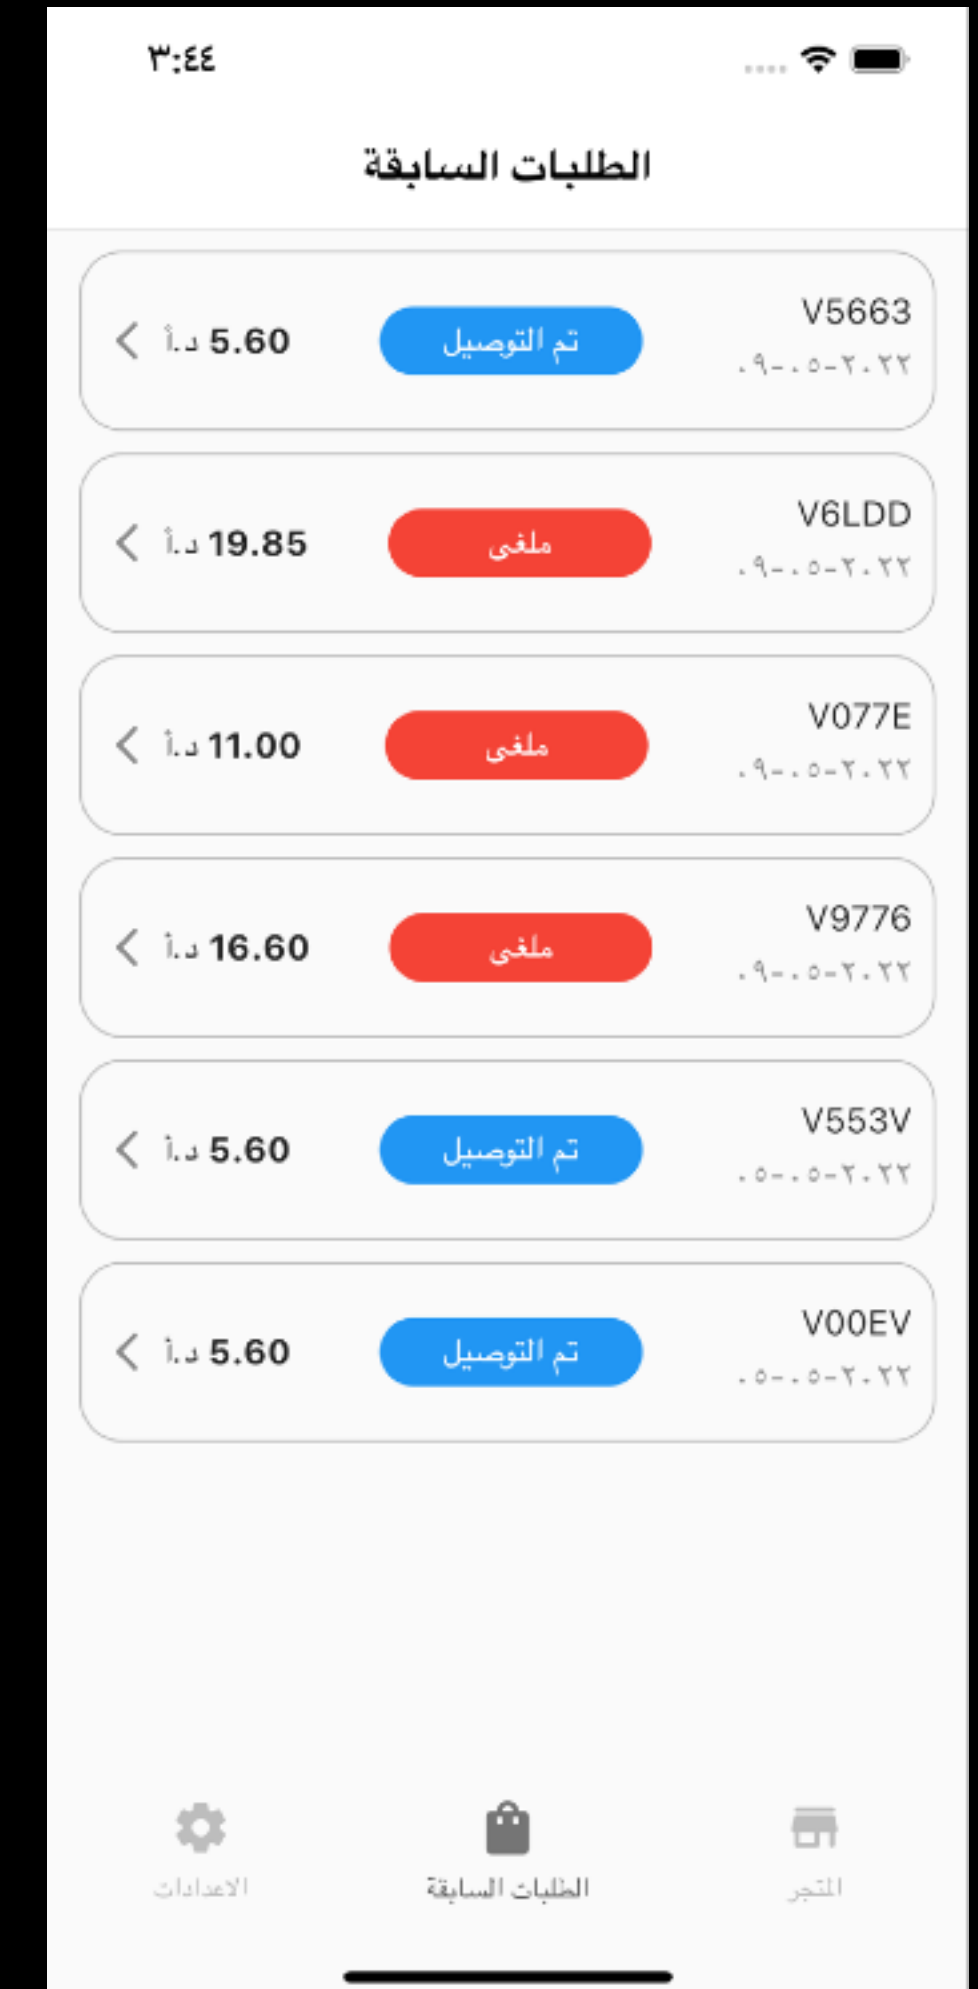 ٣:٤٤
الطلبات السابقة
V5663
٢٠٢٢-٠٥-٠٩
تم التوصيل
5.60 د.أ
V6LDD
٢٠٢٢-٠٥-٠٩
ملغى
19.85 د.أ
V077E
٢٠٢٢-٠٥-٠٩
ملغى
11.00 د.أ
V9776
٢٠٢٢-٠٥-٠٩
ملغى
16.60 د.أ
V553V
٢٠٢٢-٠٥-٠٥
تم التوصيل
5.60 د.أ
V00EV
٢٠٢٢-٠٥-٠٥
تم التوصيل
5.60 د.أ
المتجر
الطلبات السابقة
الاعدادات